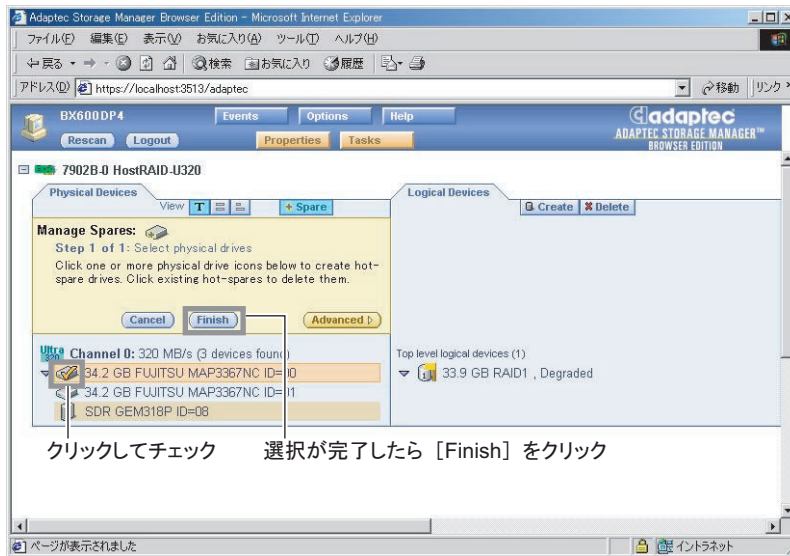 Adaptec Storage Manager Browser Edition - Microsoft Internet Explorer
ファイル(F) 編集(E) 表示(V) お気に入り(A) ツール(T) ヘルプ(H)
戻る 検索 お気に入り 履歴
アドレス(D) https://localhost:3513/adaptec 移動 リンク
BX600DP4 Events Options Help
adaptec
Rescan Logout Properties Tasks
ADAPTEC STORAGE MANAGER™
BROWSER EDITION
7902B-0 HostRAID-U320
Physical Devices
View T + Spare
Manage Spares:
Step 1 of 1: Select physical drives
Click one or more physical drive icons below to create hot-
spare drives. Click existing hot-spares to delete them.
Cancel Finish Advanced
Ultra 320 Channel 0: 320 MB/s (3 devices found)
34.2 GB FUJITSU MAP3367NC ID=00
34.2 GB FUJITSU MAP3367NC ID=01
SDR GEM318P ID=08
Logical Devices
Create Delete
Top level logical devices (1)
33.9 GB RAID1 , Degraded
クリックしてチェック
選択が完了したら［Finish］をクリック
ページが表示されました イントラネット